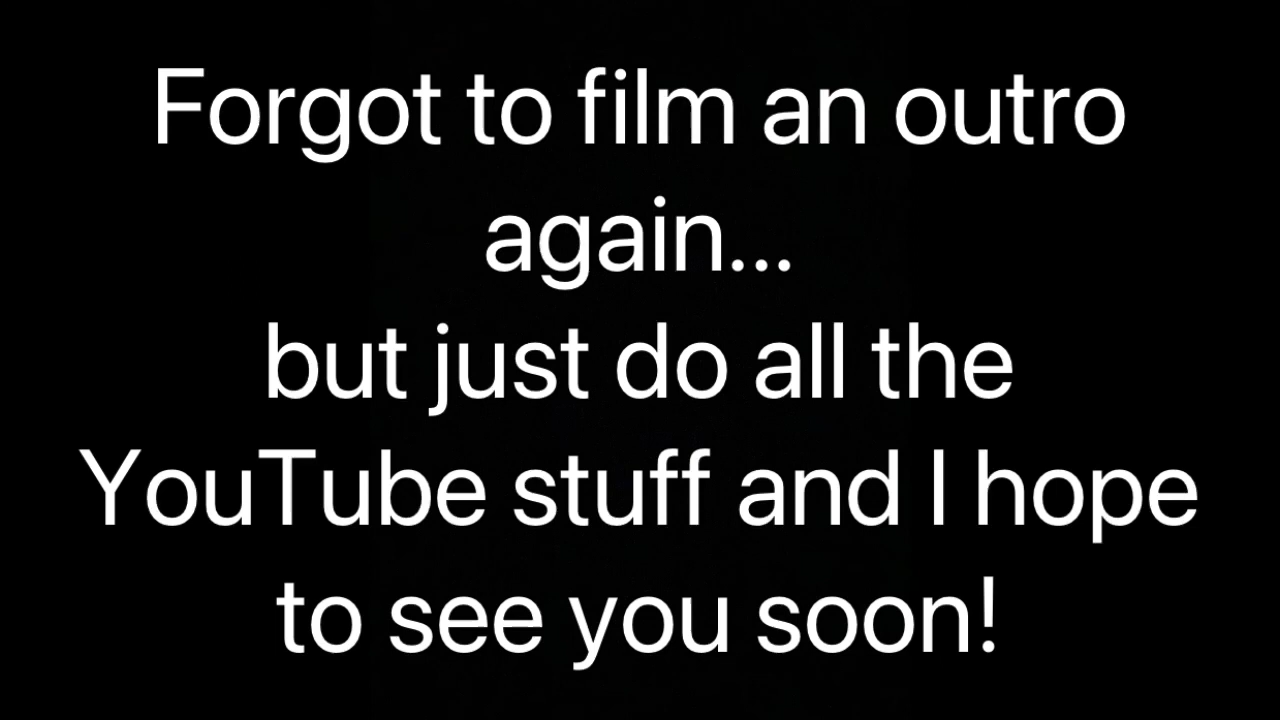 Forgot to film an outro
again...
but just do all the
YouTube stuff and I hope
to see you soon!